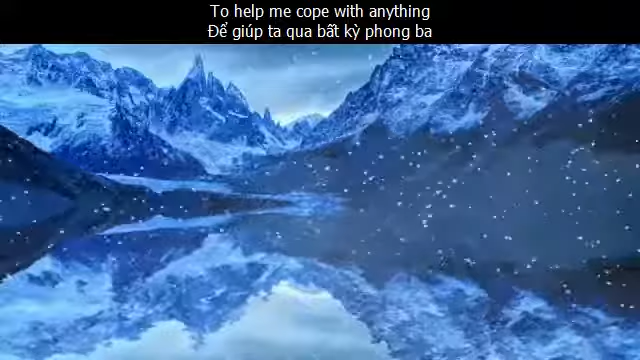 To help me cope with anything
Để giúp ta qua bất kỳ phong ba